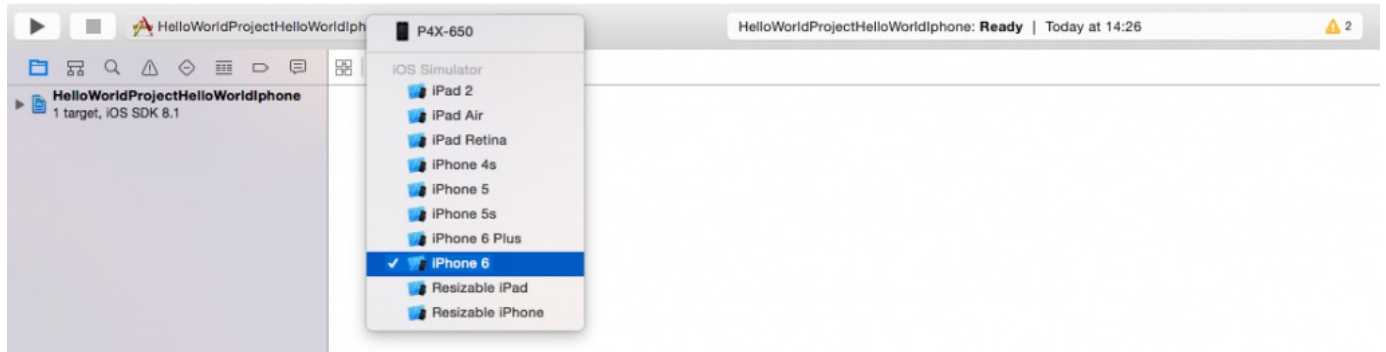 HelloWorldProjectHelloWorldIph
HelloWorldProjectHelloWorldIphone: Ready | Today at 14:26
2
HelloWorldProjectHelloWorldIphone
1 target, iOS SDK 8.1
P4X-650
iOS Simulator
iPad 2
iPad Air
iPad Retina
iPhone 4s
iPhone 5
iPhone 5s
iPhone 6 Plus
iPhone 6
Resizable iPad
Resizable iPhone